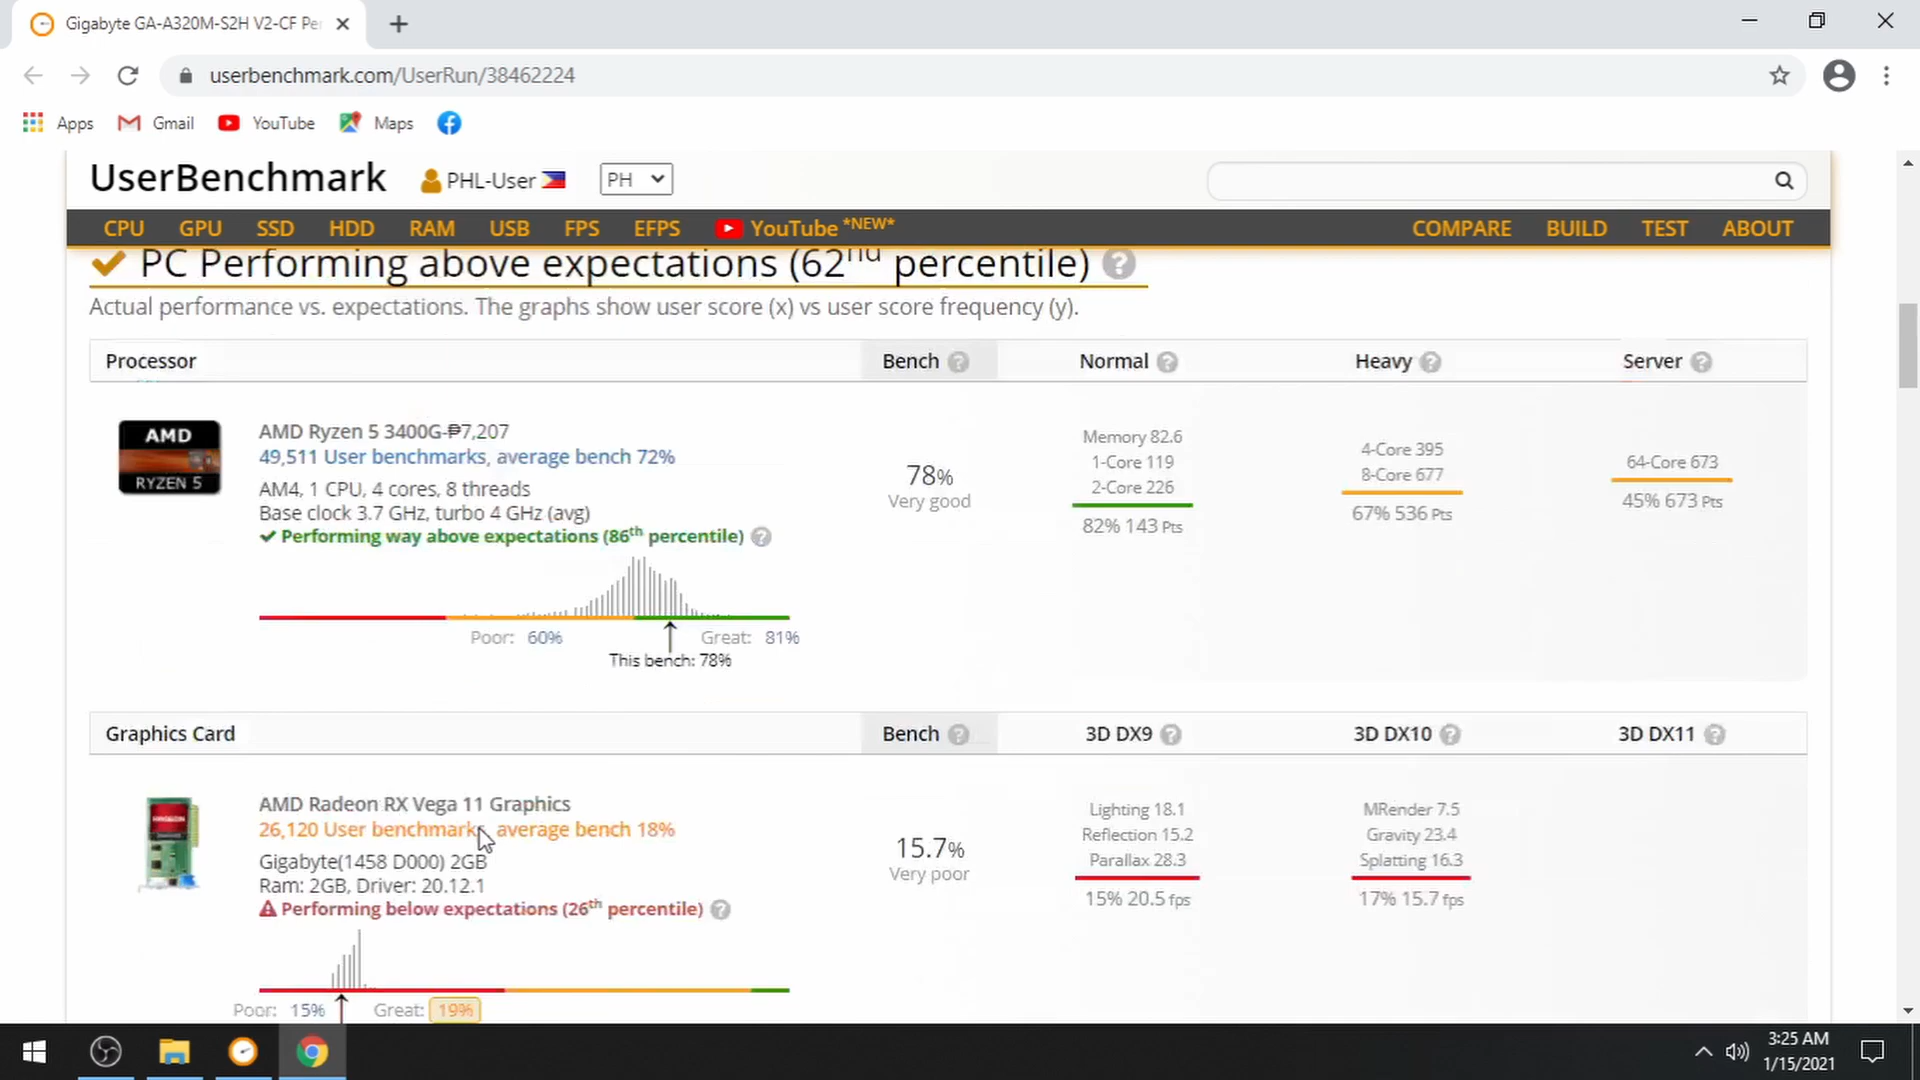 Gigabyte GA-A320M-S2H V2-CF Pe
userbenchmark.com/UserRun/38462224
Apps Gmail YouTube Maps
UserBenchmark PHL-User PH
CPU GPU SSD HDD RAM USB FPS EFPS YouTube *NEW* COMPARE BUILD TEST ABOUT
PC Performing above expectations (62nd percentile) ?
Actual performance vs. expectations. The graphs show user score (x) vs user score frequency (y).
Processor Bench ? Normal ? Heavy ? Server ?
AMD
RYZEN 5
AMD Ryzen 5 3400G-₱7,207
49,511 User benchmarks, average bench 72%
AM4, 1 CPU, 4 cores, 8 threads
Base clock 3.7 GHz, turbo 4 GHz (avg)
Performing way above expectations (86th percentile) ?
Poor: 60% Great: 81%
This bench: 78%
78%
Very good
Memory 82.6
1-Core 119
2-Core 226
82% 143 Pts
4-Core 395
8-Core 677
67% 536 Pts
64-Core 673
45% 673 Pts
Graphics Card Bench ? 3D DX9 ? 3D DX10 ? 3D DX11 ?
AMD Radeon RX Vega 11 Graphics
26,120 User benchmarks, average bench 18%
Gigabyte(1458 D000) 2GB
Ram: 2GB, Driver: 20.12.1
Performing below expectations (26th percentile) ?
Poor: 15% Great: 19%
15.7%
Very poor
Lighting 18.1
Reflection 15.2
Parallax 28.3
15% 20.5 fps
MRender 7.5
Gravity 23.4
Splatting 16.3
17% 15.7 fps
3:25 AM
1/15/2021